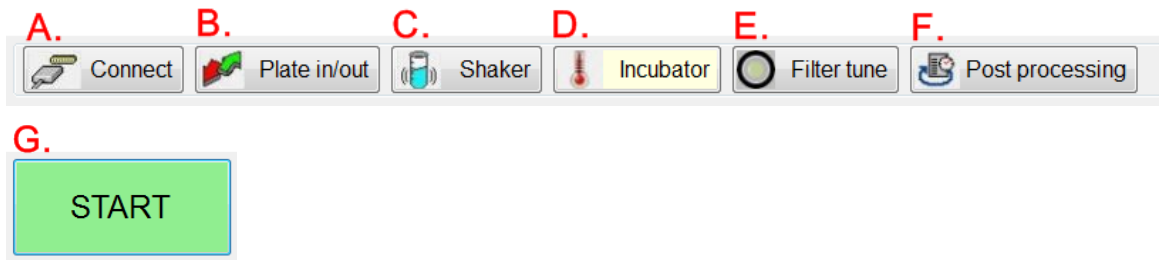 A. B. C. D. E. F.
Connect Plate in/out Shaker Incubator Filter tune Post processing
G.
START